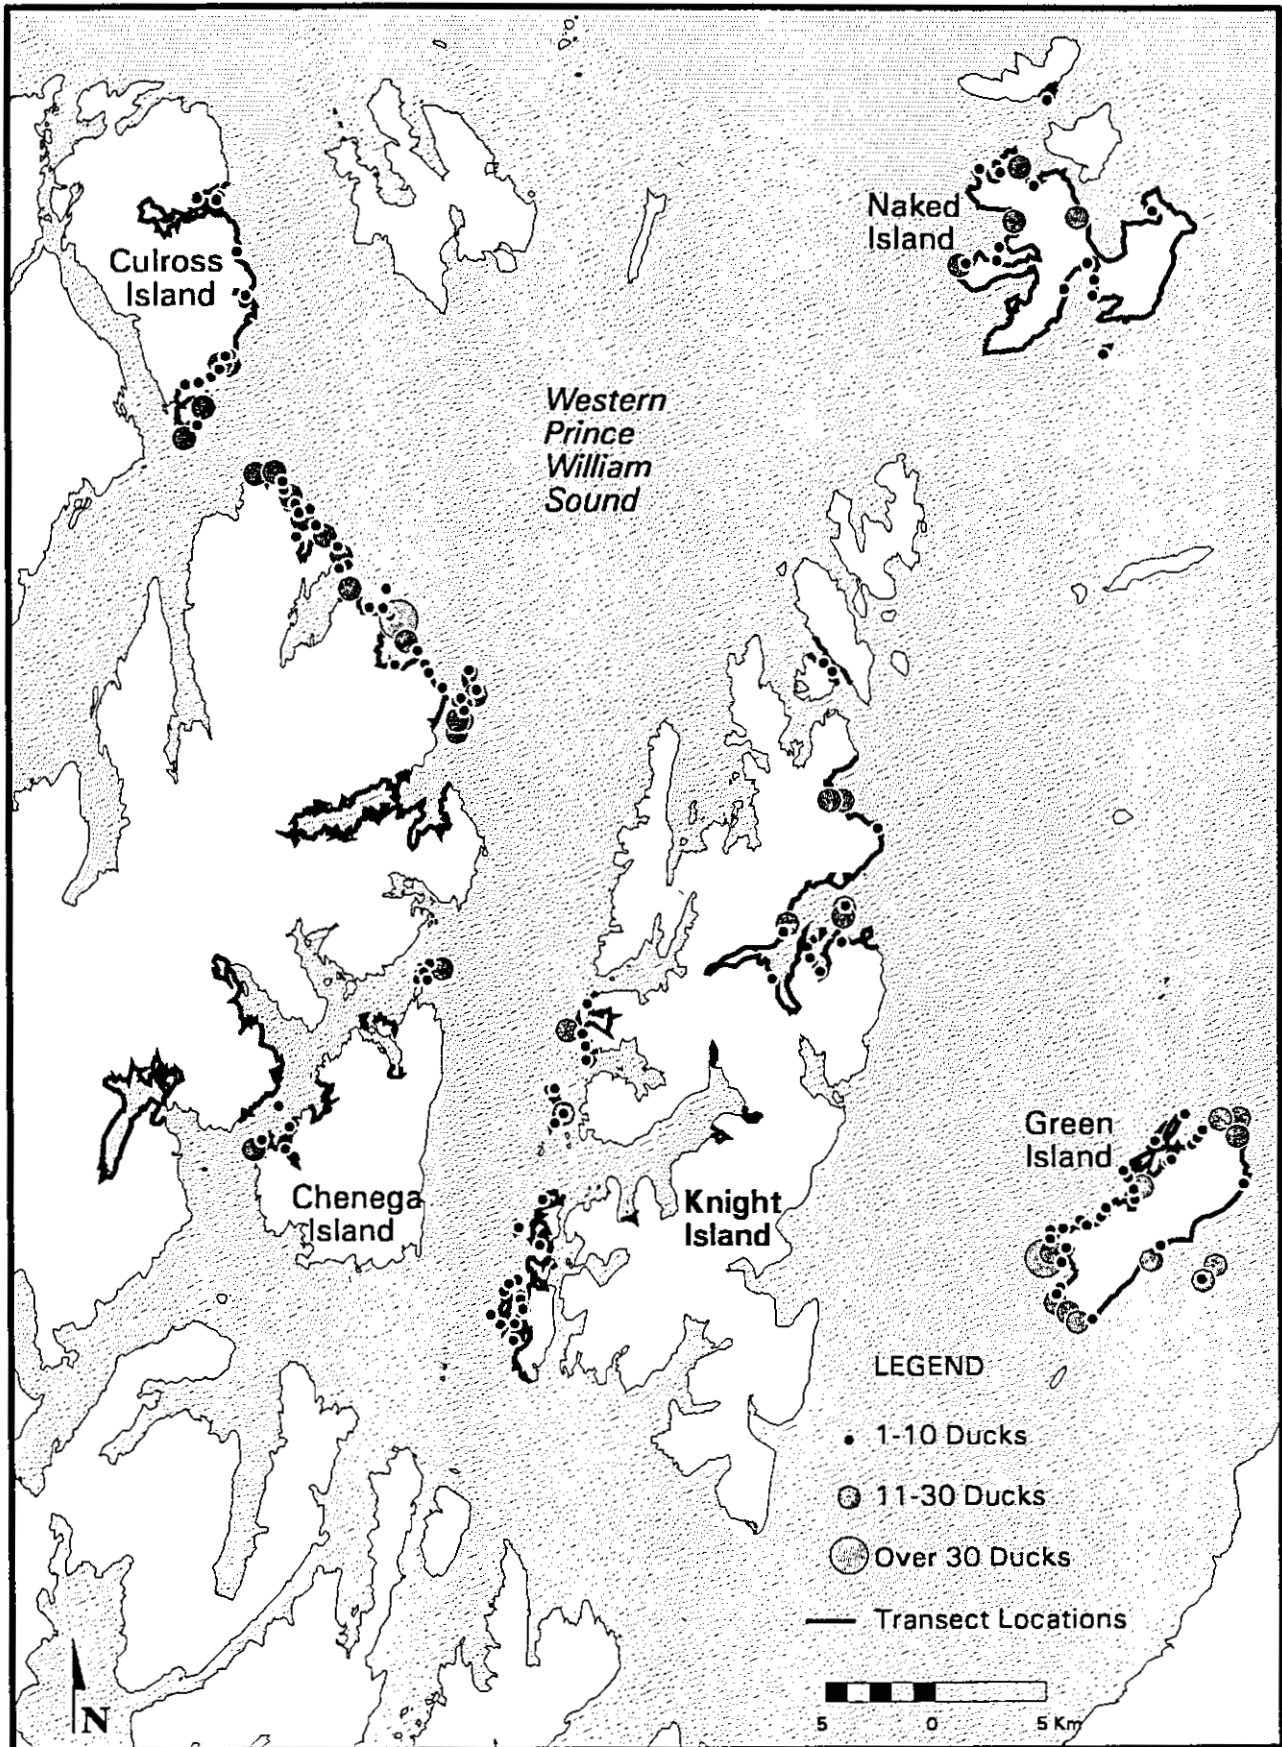 Naked
Island
Culross
Island
Western
Prince
William
Sound
Green
Island
Chenega
Island
Knight
Island
LEGEND
1-10 Ducks
11-30 Ducks
Over 30 Ducks
Transect Locations
N
5 0 5 Km